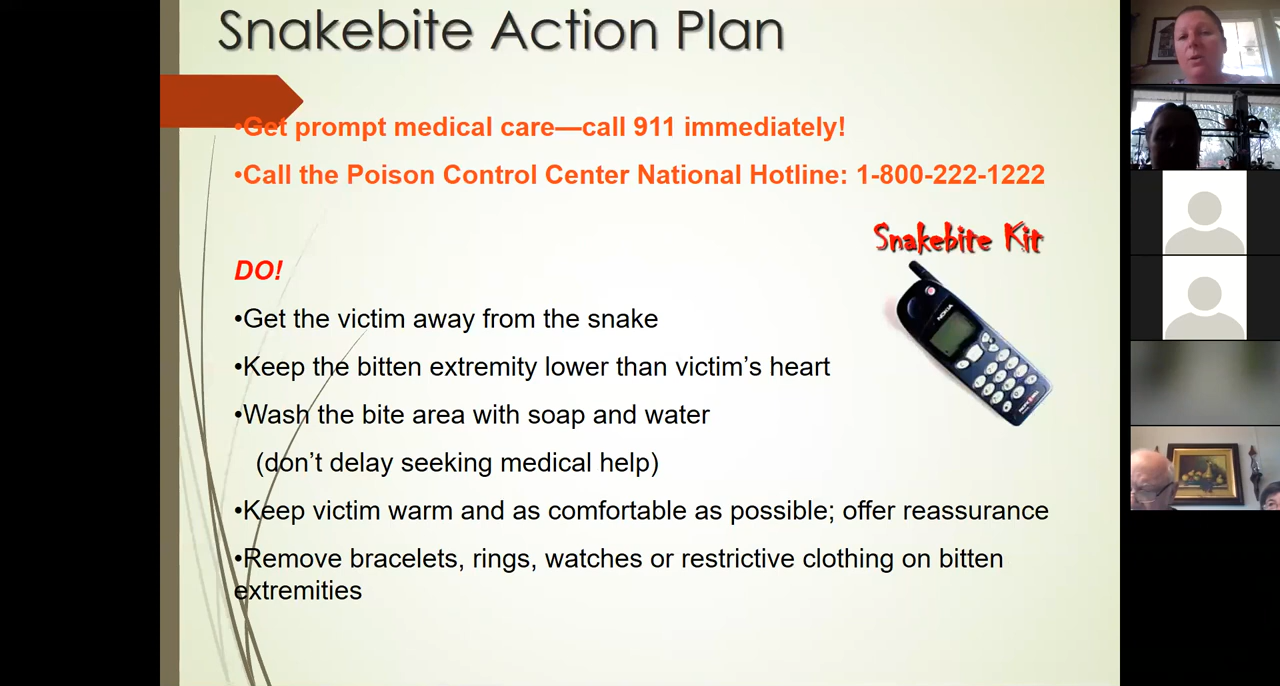 Snakebite Action Plan
•Get prompt medical care—call 911 immediately!
•Call the Poison Control Center National Hotline: 1-800-222-1222
Snakebite Kit
DO!
NOKIA
•Get the victim away from the snake
•Keep the bitten extremity lower than victim’s heart
•Wash the bite area with soap and water
(don’t delay seeking medical help)
•Keep victim warm and as comfortable as possible; offer reassurance
•Remove bracelets, rings, watches or restrictive clothing on bitten
extremities